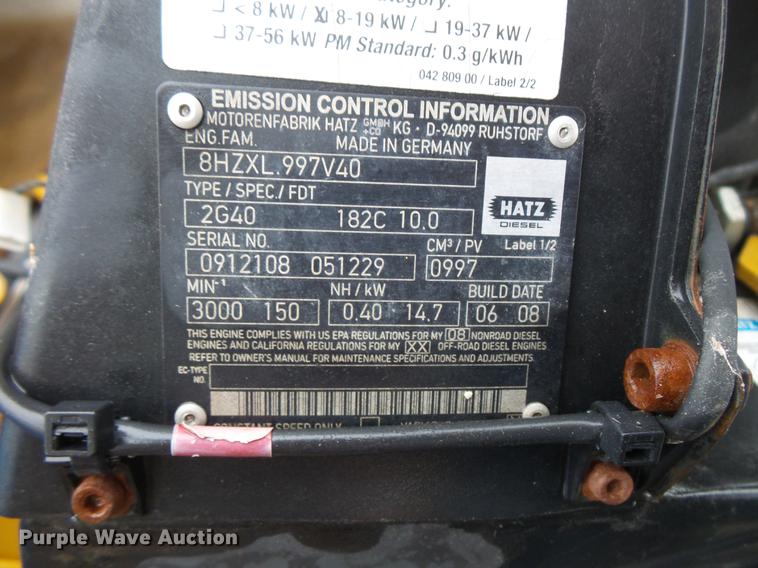 □ < 8 kW / ☒ 8-19 kW / □ 19-37 kW /
□ 37-56 kW PM Standard: 0.3 g/kWh
042 809 00 / Label 2/2
EMISSION CONTROL INFORMATION
MOTORENFABRIK HATZ GMBH +CO KG · D-94099 RUHSTORF
ENG.FAM. MADE IN GERMANY
8HZXL.997V40
TYPE / SPEC./ FDT
2G40 182C 10.0
HATZ
DIESEL
SERIAL NO. CM³ / PV Label 1/2
0912108 051229 0997
MIN⁻¹ NH / kW BUILD DATE
3000 150 0.40 14.7 06 08
THIS ENGINE COMPLIES WITH US EPA REGULATIONS FOR MY 08 NONROAD DIESEL
ENGINES AND CALIFORNIA REGULATIONS FOR MY XX OFF-ROAD DIESEL ENGINES
REFER TO OWNER'S MANUAL FOR MAINTENANCE SPECIFICATIONS AND ADJUSTMENTS.
EC-TYPE
NO.
CONSTANT SPEED ONLY
Purple Wave Auction